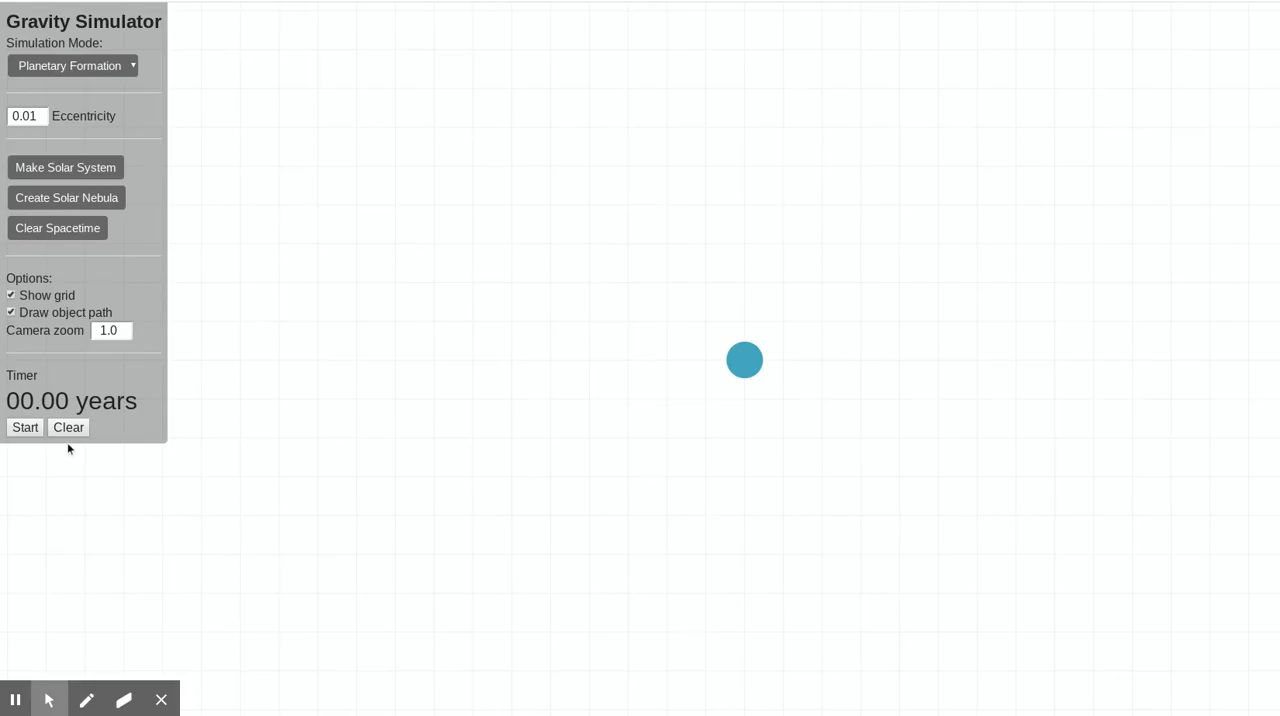 Gravity Simulator
Simulation Mode:
Planetary Formation
0.01 Eccentricity
Make Solar System
Create Solar Nebula
Clear Spacetime
Options:
Show grid
Draw object path
Camera zoom 1.0
Timer
00.00 years
Start Clear